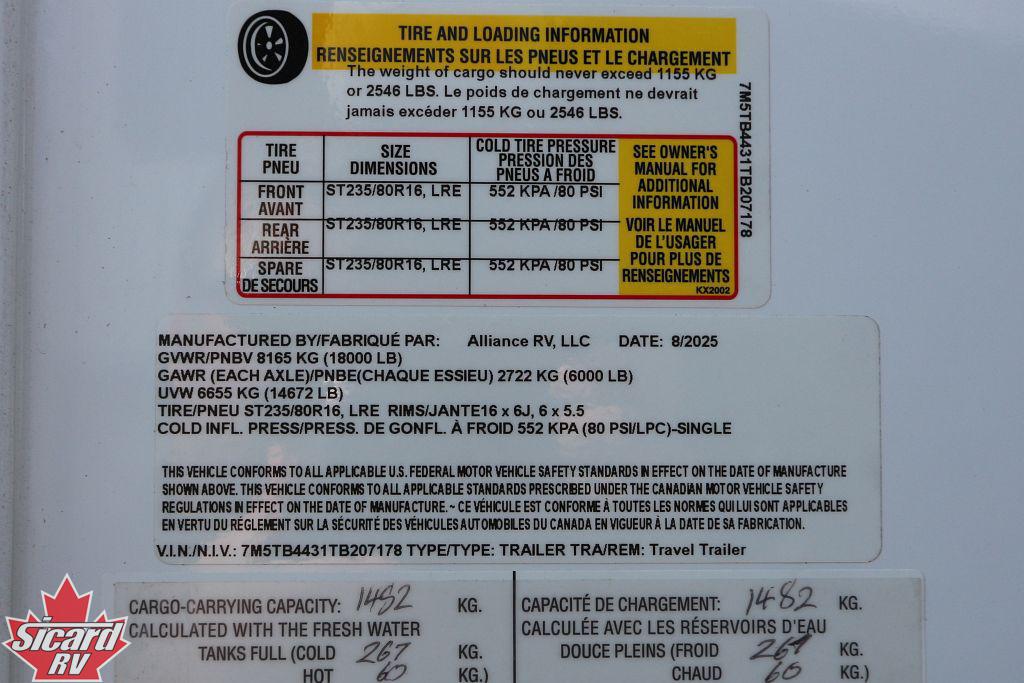 TIRE AND LOADING INFORMATION
RENSEIGNEMENTS SUR LES PNEUS ET LE CHARGEMENT
The weight of cargo should never exceed 1155 KG
or 2546 LBS. Le poids de chargement ne devrait
jamais excéder 1155 KG ou 2546 LBS.
7M5TB4431TB207178
TIRE PNEU SIZE DIMENSIONS COLD TIRE PRESSURE PRESSION DES PNEUS A FROID
FRONT AVANT ST235/80R16, LRE 552 KPA /80 PSI
REAR ARRIÈRE ST235/80R16, LRE 552 KPA /80 PSI
SPARE DE SECOURS ST235/80R16, LRE 552 KPA /80 PSI
SEE OWNER'S
MANUAL FOR
ADDITIONAL
INFORMATION
VOIR LE MANUEL
DE L'USAGER
POUR PLUS DE
RENSEIGNEMENTS
KX2002
MANUFACTURED BY/FABRIQUÉ PAR: Alliance RV, LLC DATE: 8/2025
GVWR/PNBV 8165 KG (18000 LB)
GAWR (EACH AXLE)/PNBE(CHAQUE ESSIEU) 2722 KG (6000 LB)
UVW 6655 KG (14672 LB)
TIRE/PNEU ST235/80R16, LRE RIMS/JANTE16 x 6J, 6 x 5.5
COLD INFL. PRESS/PRESS. DE GONFL. À FROID 552 KPA (80 PSI/LPC)-SINGLE
THIS VEHICLE CONFORMS TO ALL APPLICABLE U.S. FEDERAL MOTOR VEHICLE SAFETY STANDARDS IN EFFECT ON THE DATE OF MANUFACTURE
SHOWN ABOVE. THIS VEHICLE CONFORMS TO ALL APPLICABLE STANDARDS PRESCRIBED UNDER THE CANADIAN MOTOR VEHICLE SAFETY
REGULATIONS IN EFFECT ON THE DATE OF MANUFACTURE. ~ CE VÉHICULE EST CONFORME À TOUTES LES NORMES QUI LUI SONT APPLICABLES
EN VERTU DU RÉGLEMENT SUR LA SÉCURITÉ DES VÉHICULES AUTOMOBILES DU CANADA EN VIGUEUR À LA DATE DE SA FABRICATION.
V.I.N./N.I.V.: 7M5TB4431TB207178 TYPE/TYPE: TRAILER TRA/REM: Travel Trailer
CARGO-CARRYING CAPACITY: 1482 KG.
CALCULATED WITH THE FRESH WATER
TANKS FULL (COLD 267 KG.
HOT 60 KG.)
CAPACITÉ DE CHARGEMENT: 1482 KG.
CALCULÉE AVEC LES RÉSERVOIRS D'EAU
DOUCE PLEINS (FROID 267 KG.
CHAUD 60 KG.)
Sicard
RV